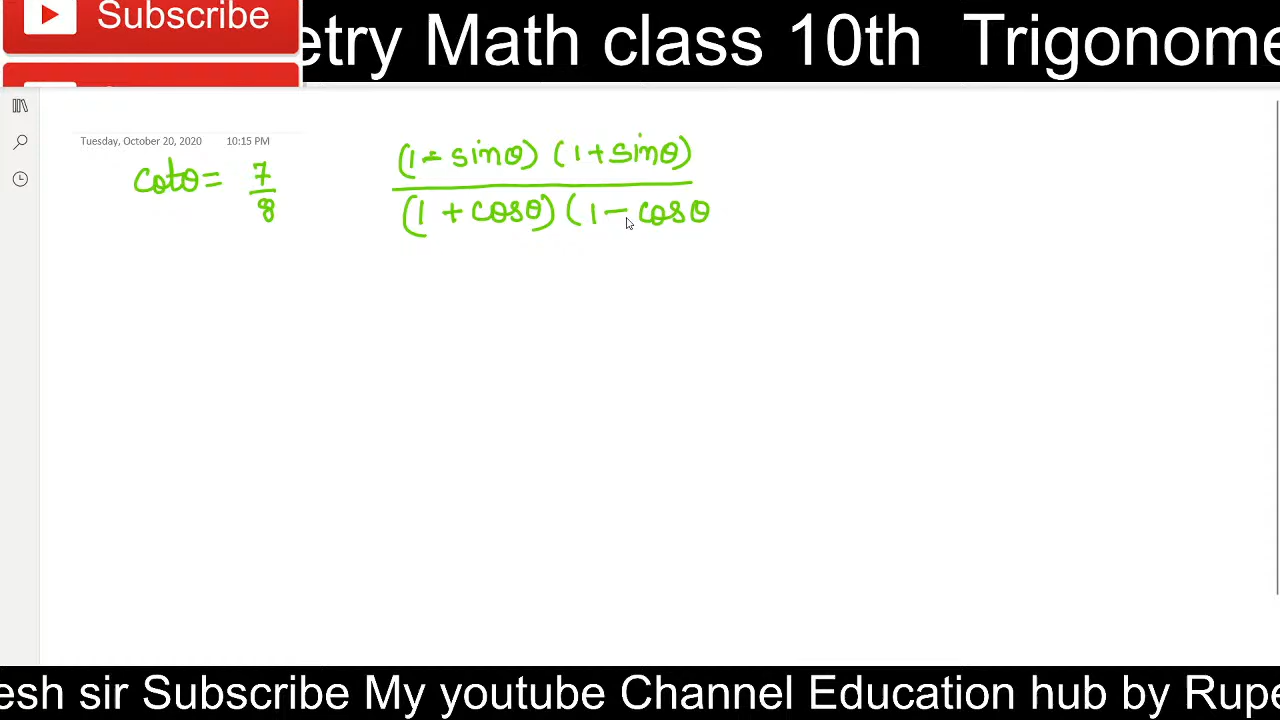 Subscribe
etry Math class 10th Trigonome
Tuesday, October 20, 2020 10:15 PM
cotθ = 7/8
(1 - sinθ) (1 + sinθ)
(1 + cosθ) (1 - cosθ
esh sir Subscribe My youtube Channel Education hub by Rupe